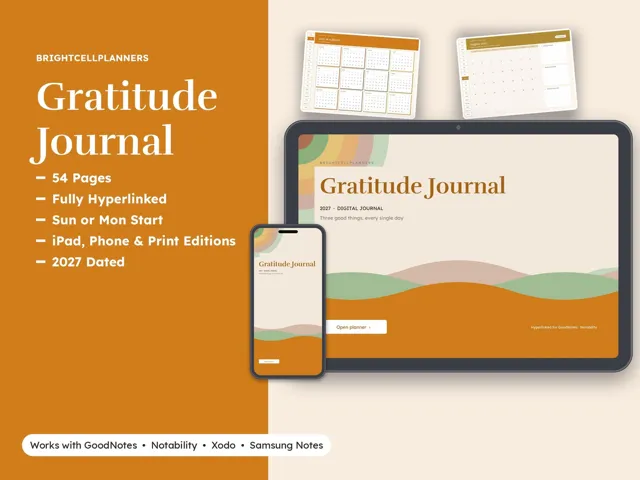 BRIGHTCELLPLANNERS
Gratitude
Journal
54 Pages
Fully Hyperlinked
Sun or Mon Start
iPad, Phone & Print Editions
2027 Dated
Works with GoodNotes • Notability • Xodo • Samsung Notes
BRIGHTCELLPLANNERS
Gratitude Journal
2027 · DIGITAL JOURNAL
Three good things, every single day
Open planner ›
Gratitude Journal